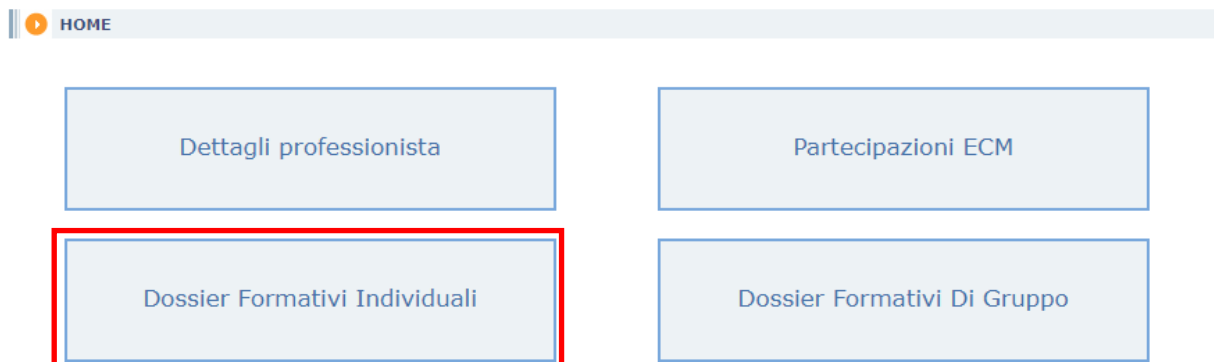 HOME
Dettagli professionista
Partecipazioni ECM
Dossier Formativi Individuali
Dossier Formativi Di Gruppo